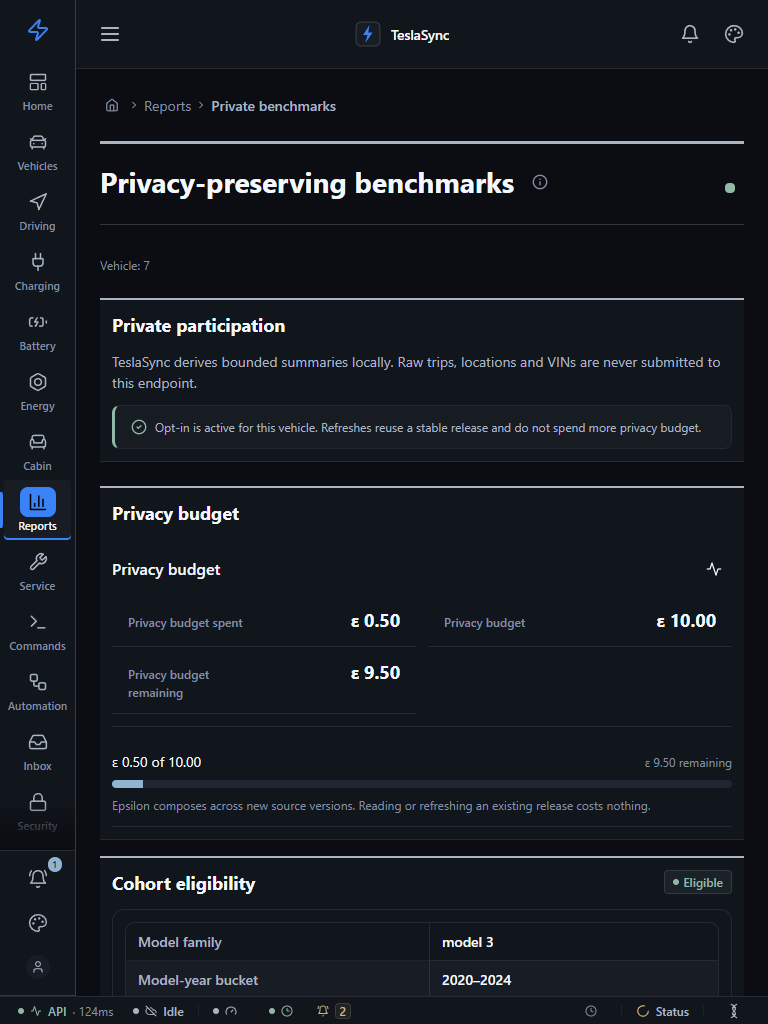 TeslaSync
Home
Vehicles
Driving
Charging
Battery
Energy
Cabin
Reports
Service
Commands
Automation
Inbox
Security
1
Reports
Private benchmarks
Privacy-preserving benchmarks
Vehicle: 7
Private participation
TeslaSync derives bounded summaries locally. Raw trips, locations and VINs are never submitted to
this endpoint.
Opt-in is active for this vehicle. Refreshes reuse a stable release and do not spend more privacy budget.
Privacy budget
Privacy budget
Privacy budget spent ε 0.50
Privacy budget ε 10.00
Privacy budget
remaining
ε 9.50
ε 0.50 of 10.00
ε 9.50 remaining
Epsilon composes across new source versions. Reading or refreshing an existing release costs nothing.
Cohort eligibility
Eligible
Model family model 3
Model-year bucket 2020–2024
API · 124ms
Idle
2
Status